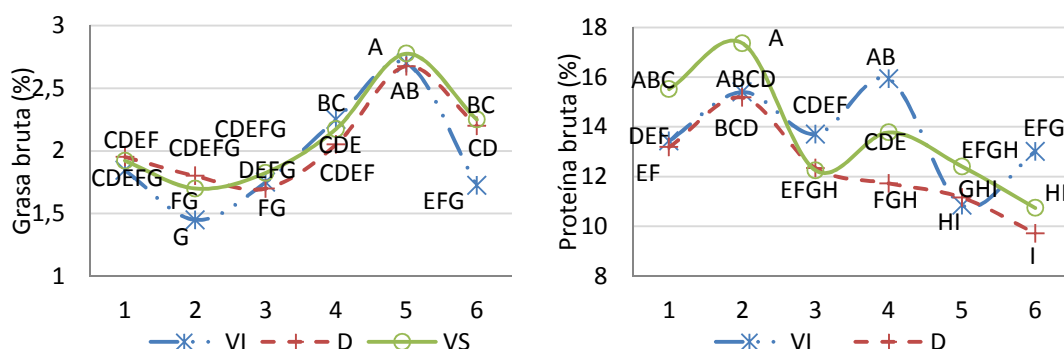 Grasa bruta (%)
3
2,5
2
1,5
1
CDEF
CDEFG
CDEFG
CDEFG
FG
G
DEFG
FG
BC
CDE
CDEF
A
AB
BC
CD
EFG
1 2 3 4 5 6
VI D VS
Proteína bruta (%)
18
16
14
12
10
8
ABC
DEF
EF
A
ABCD
BCD
CDEF
EFGH
AB
CDE
FGH
EFGH
GHI
HI
EFG
HI
I
1 2 3 4 5 6
VI D